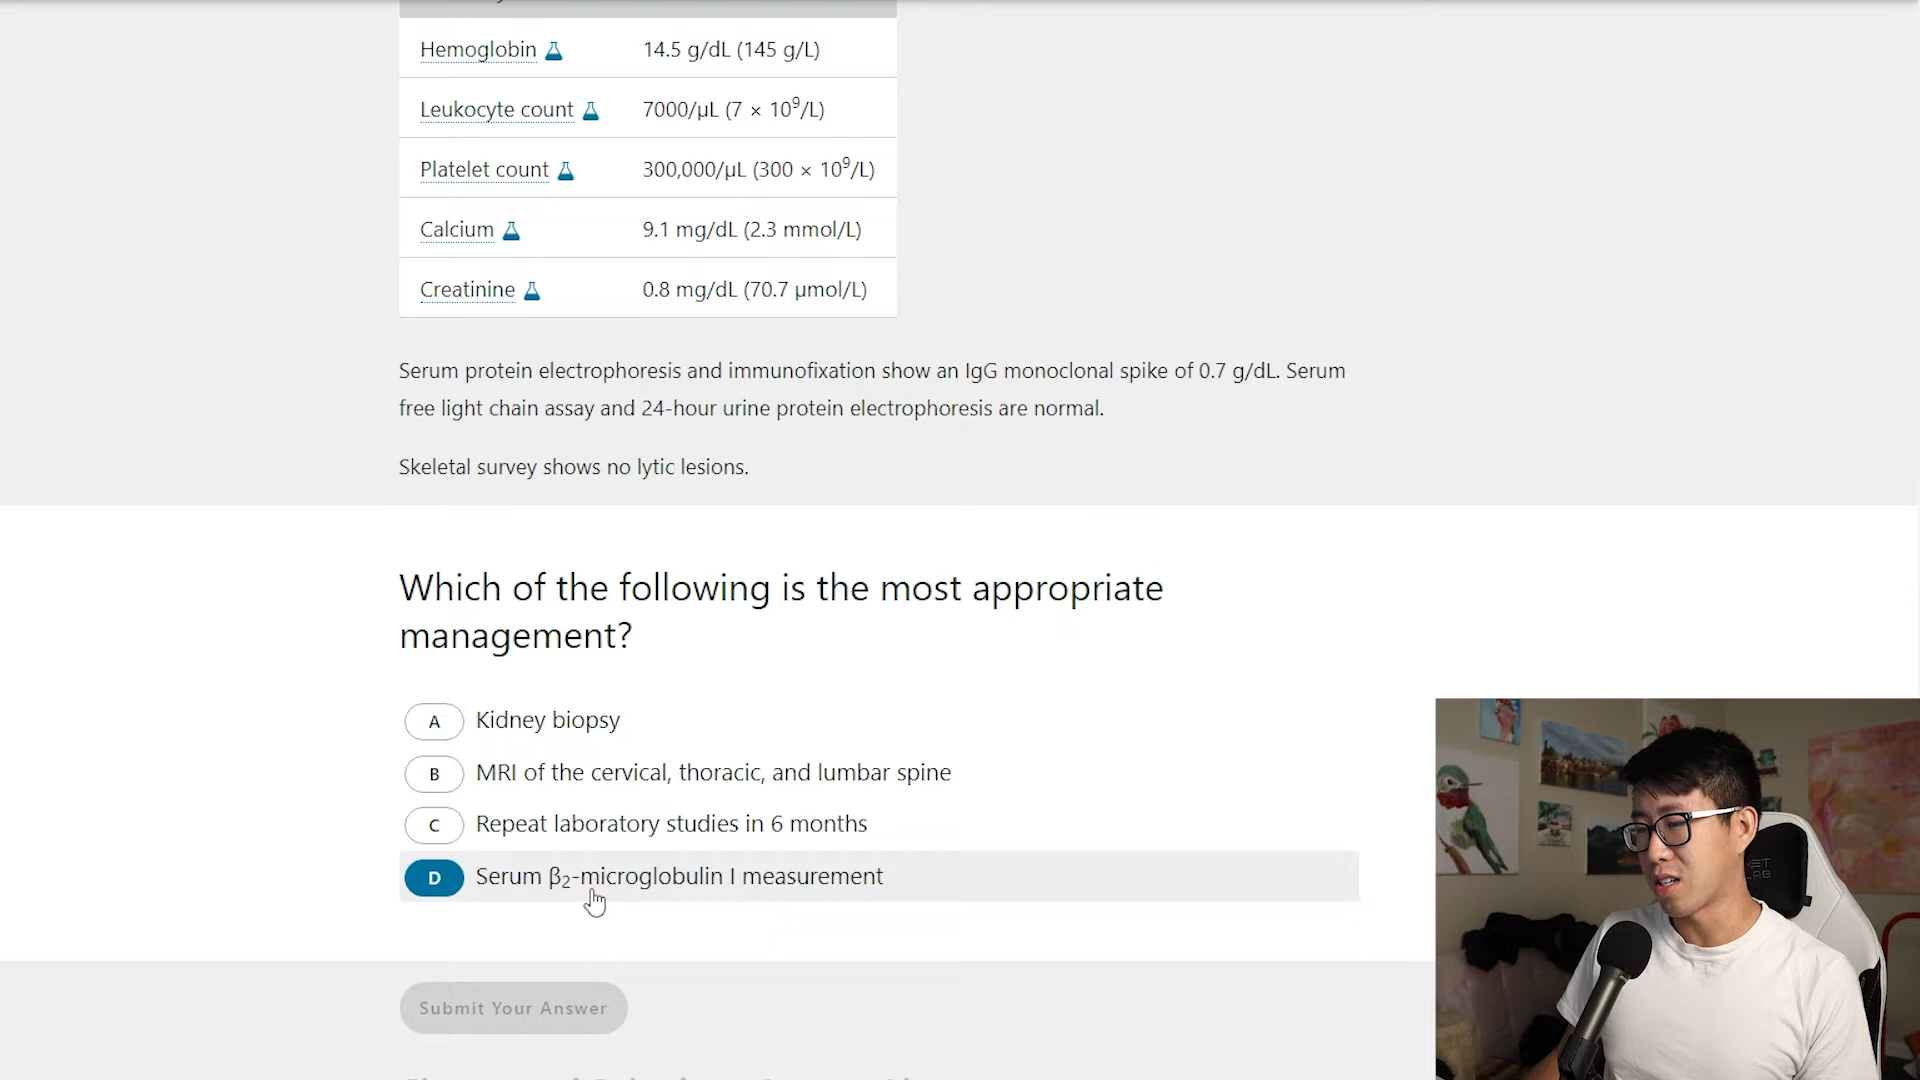 Hemoglobin 14.5 g/dL (145 g/L)
Leukocyte count 7000/µL (7 × 10⁹/L)
Platelet count 300,000/µL (300 × 10⁹/L)
Calcium 9.1 mg/dL (2.3 mmol/L)
Creatinine 0.8 mg/dL (70.7 µmol/L)
Serum protein electrophoresis and immunofixation show an IgG monoclonal spike of 0.7 g/dL. Serum
free light chain assay and 24-hour urine protein electrophoresis are normal.
Skeletal survey shows no lytic lesions.
Which of the following is the most appropriate
management?
A Kidney biopsy
B MRI of the cervical, thoracic, and lumbar spine
C Repeat laboratory studies in 6 months
D Serum β₂-microglobulin I measurement
Submit Your Answer